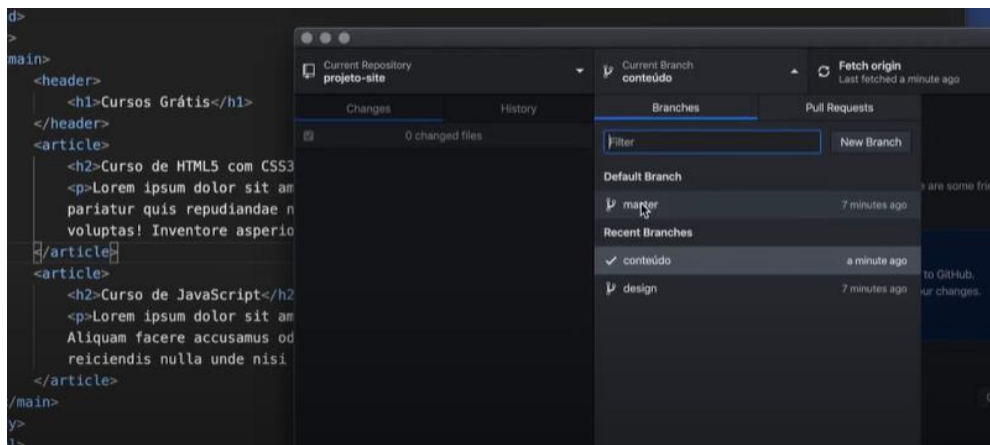 d>
>
main>
<header>
<h1>Cursos Grátis</h1>
</header>
<article>
<h2>Curso de HTML5 com CSS3
<p>Lorem ipsum dolor sit am
pariatur quis repudiandae n
voluptas! Inventore asperio
</article>
<article>
<h2>Curso de JavaScript</h2
<p>Lorem ipsum dolor sit am
Aliquam facere accusamus od
reiciendis nulla unde nisi
</article>
/main>
y>
Current Repository
projeto-site
Current Branch
conteúdo
Fetch origin
Last fetched a minute ago
Changes
History
Branches
Pull Requests
0 changed files
Filter
New Branch
Default Branch
master
7 minutes ago
Recent Branches
conteúdo
a minute ago
design
7 minutes ago
are some frie
to GitHub.
ur changes.